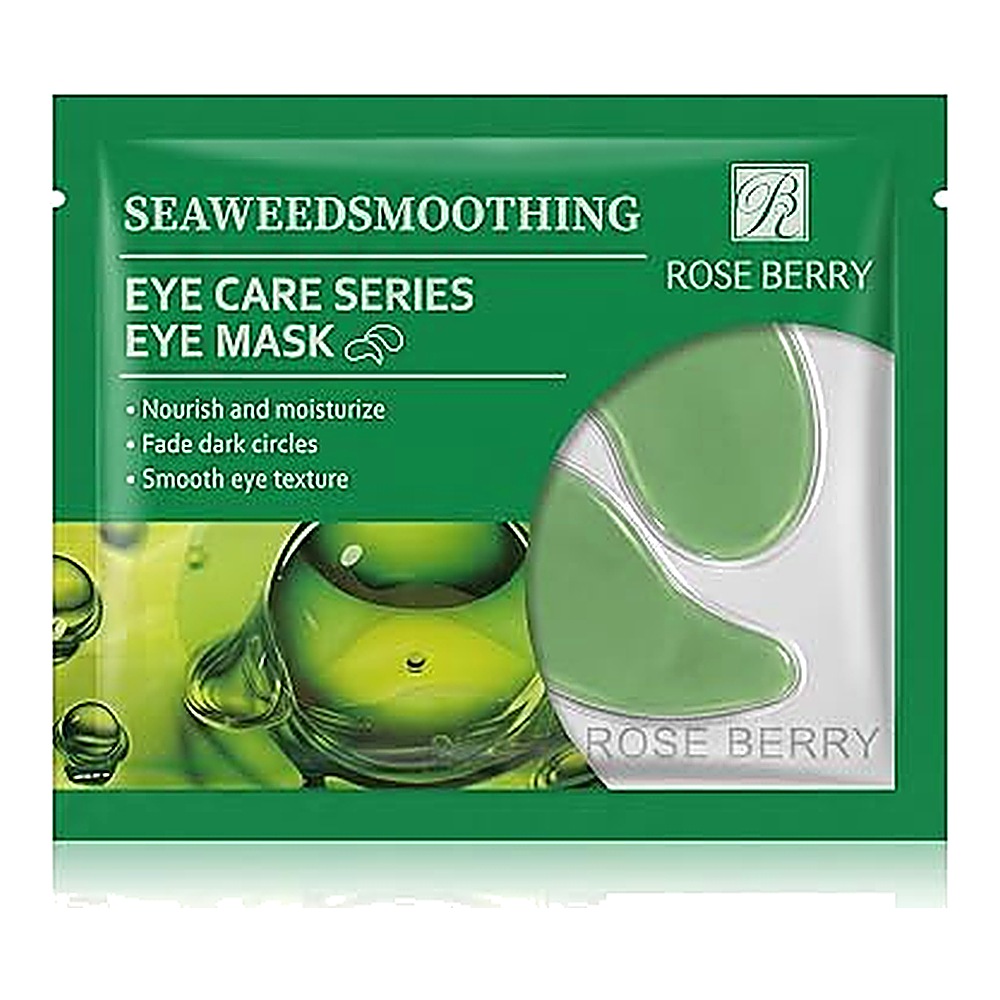 SEAWEEDSMOOTHING
EYE CARE SERIES
EYE MASK
• Nourish and moisturize
• Fade dark circles
• Smooth eye texture
R
ROSE BERRY
ROSE BERRY